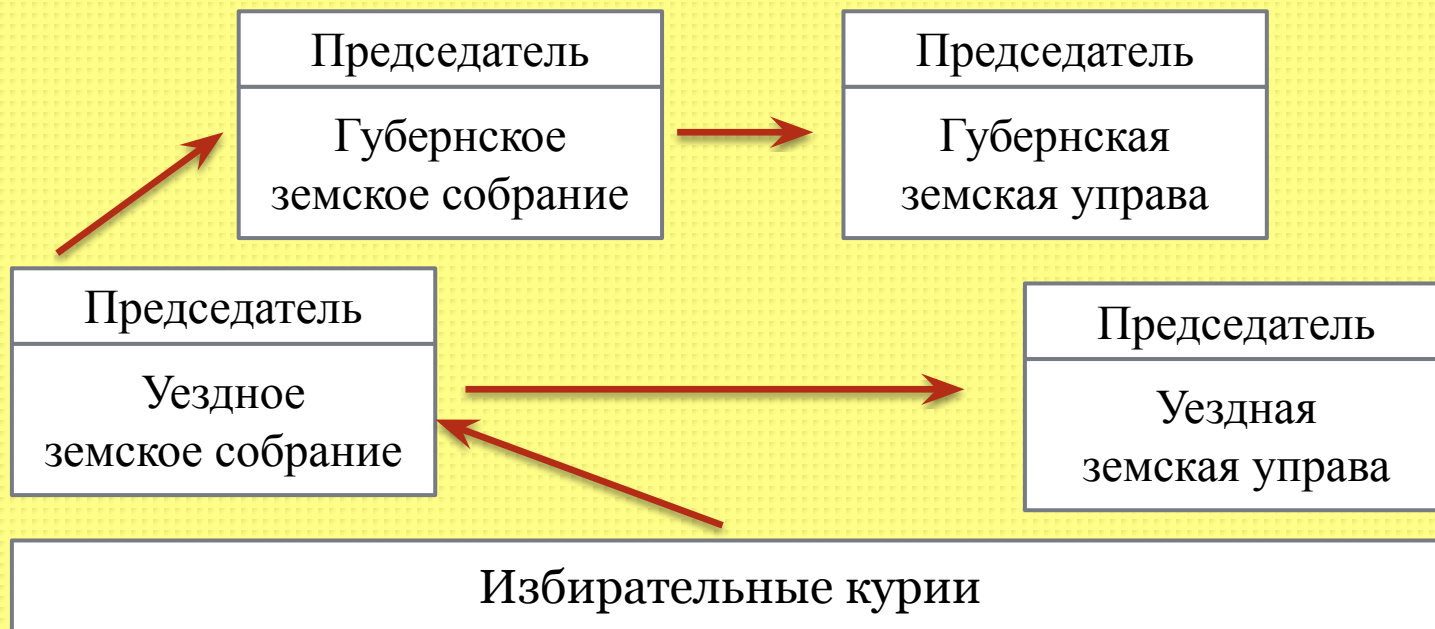 Председатель
Губернское
земское собрание
Председатель
Губернская
земская управа
Председатель
Уездное
земское собрание
Председатель
Уездная
земская управа
Избирательные курии